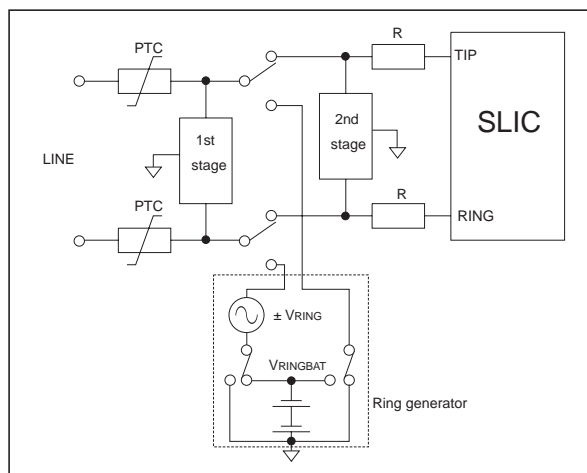 PTC
R
TIP
1st
stage
2nd
stage
SLIC
LINE
PTC
R
RING
± VRING
VRINGBAT
Ring generator